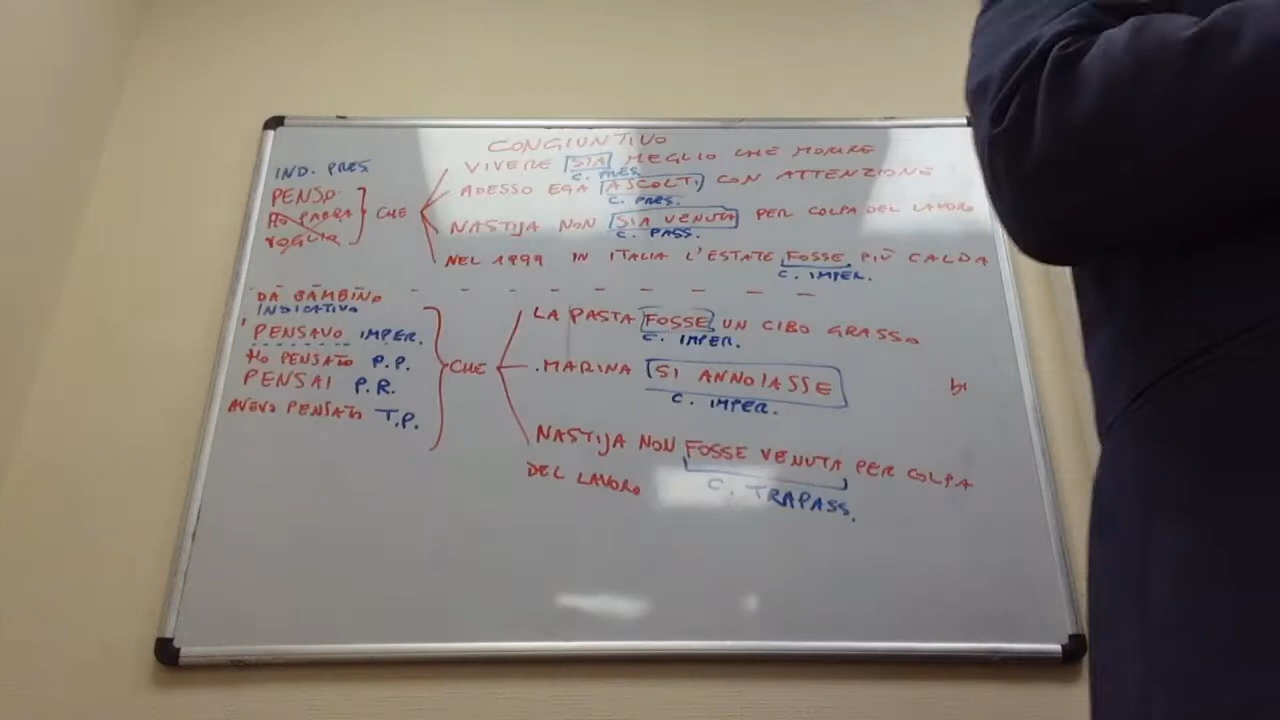 CONGIUNTIVO
IND. PRES.
PENSO
HO PAURA
VOGLIO
CHE
VIVERE SIA MEGLIO CHE MORIRE
C. PRES.
ADESSO EGA ASCOLTI CON ATTENZIONE
C. PRES.
NASTIJA NON SIA VENUTA PER COLPA DEL LAVORO
C. PASS.
NEL 1999 IN ITALIA L'ESTATE FOSSE PIÙ CALDA
C. IMPER.
DA BAMBINO
INDICATIVO
PENSAVO IMPER.
HO PENSATO P.P.
PENSAI P.R.
AVEVO PENSATO T.P.
CHE
LA PASTA FOSSE UN CIBO GRASSO
C. IMPER.
MARINA SI ANNOIASSE
C. IMPER.
NASTIJA NON FOSSE VENUTA PER COLPA
DEL LAVORO
C. TRAPASS.